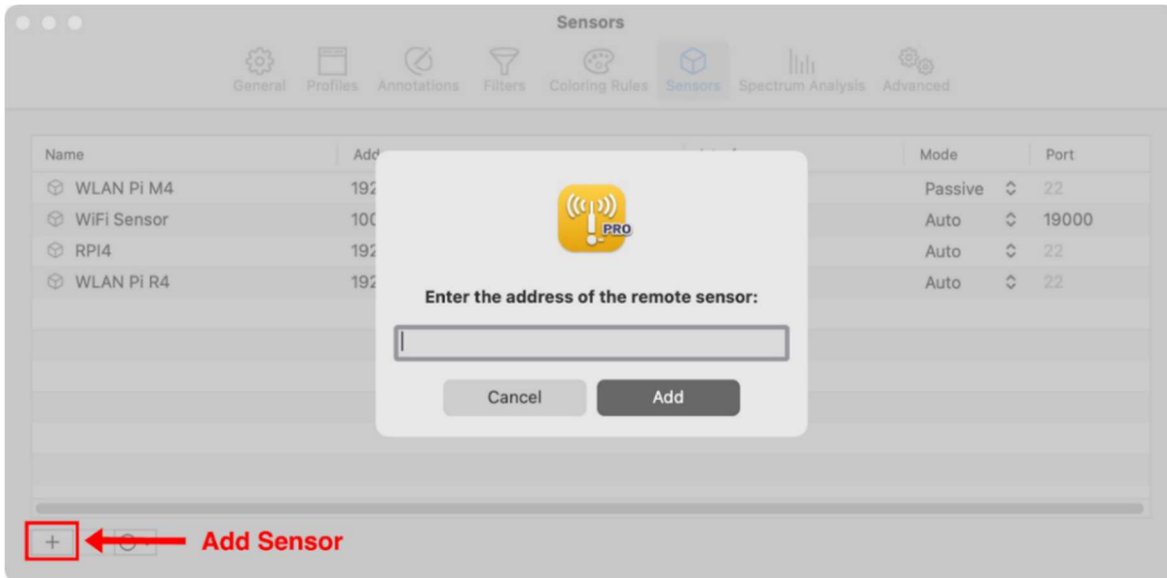 Sensors
General Profiles Annotations Filters Coloring Rules Sensors Spectrum Analysis Advanced
Name Add Mode Port
WLAN Pi M4 192 Passive 22
WiFi Sensor 100 Auto 19000
RPI4 192 Auto 22
WLAN Pi R4 192 Auto 22
PRO
Enter the address of the remote sensor:
Cancel Add
+ Add Sensor